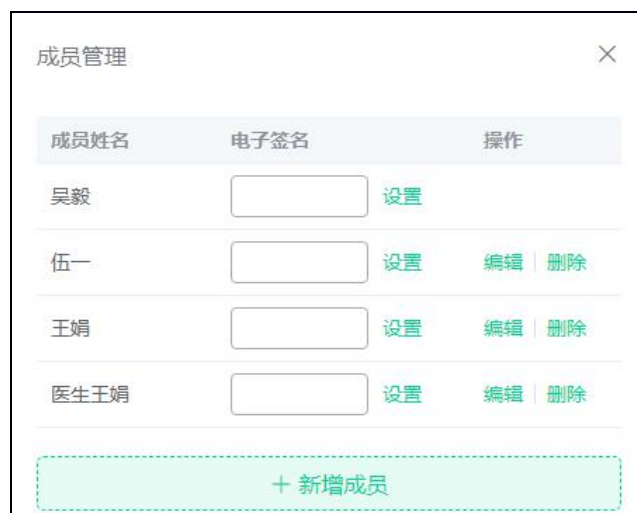 成员管理
成员姓名 电子签名 操作
吴毅 设置
伍一 设置 编辑 删除
王娟 设置 编辑 删除
医生王娟 设置 编辑 删除
+ 新增成员